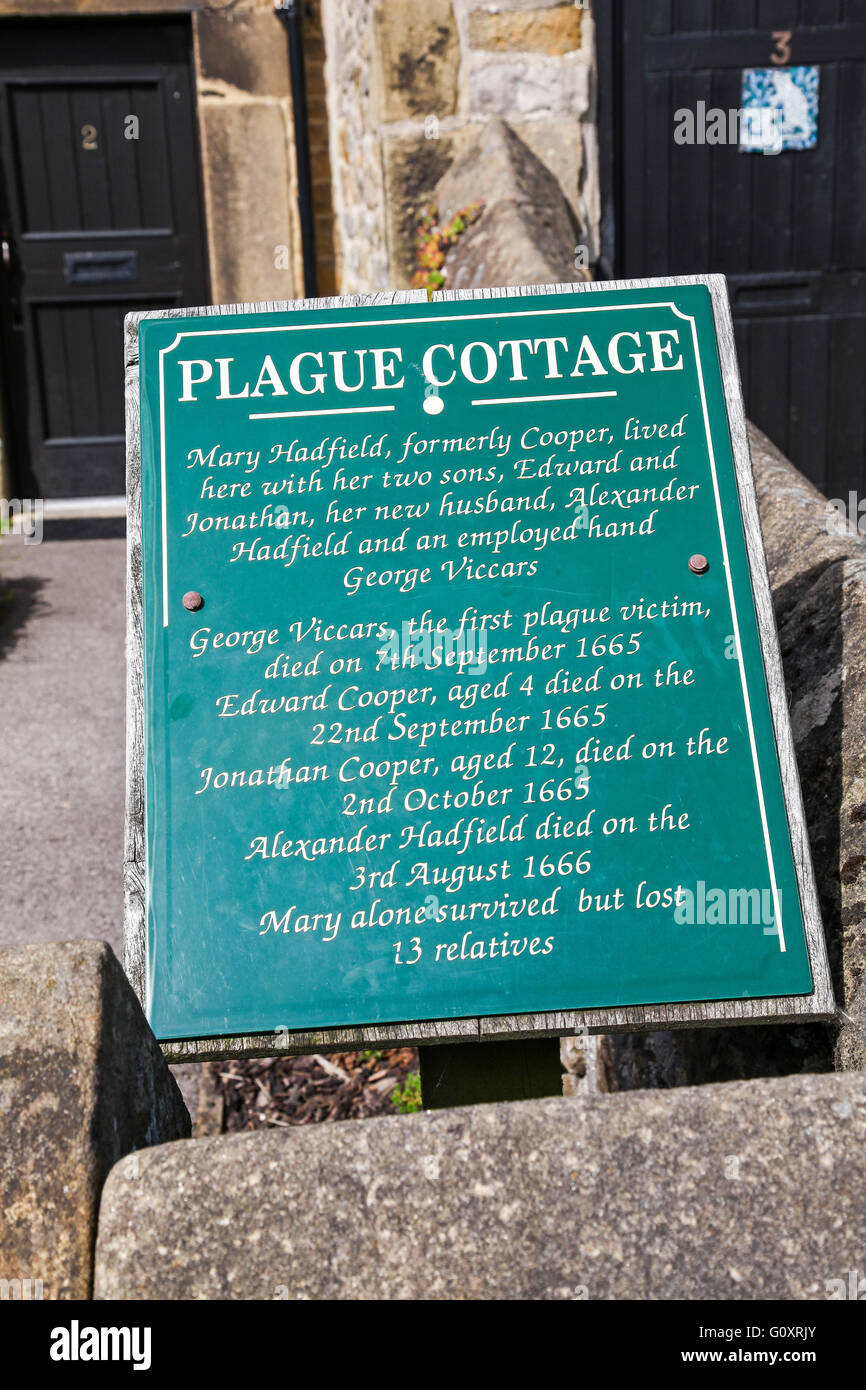 2
3
PLAGUE COTTAGE
Mary Hadfield, formerly Cooper, lived
here with her two sons, Edward and
Jonathan, her new husband, Alexander
Hadfield and an employed hand
George Viccars
George Viccars, the first plague victim,
died on 7th September 1665
Edward Cooper, aged 4 died on the
22nd September 1665
Jonathan Cooper, aged 12, died on the
2nd October 1665
Alexander Hadfield died on the
3rd August 1666
Mary alone survived but lost
13 relatives
alamy
alamy
alamy
a
a
a
a
alamy stock photo
G0XRJY
www.alamy.com